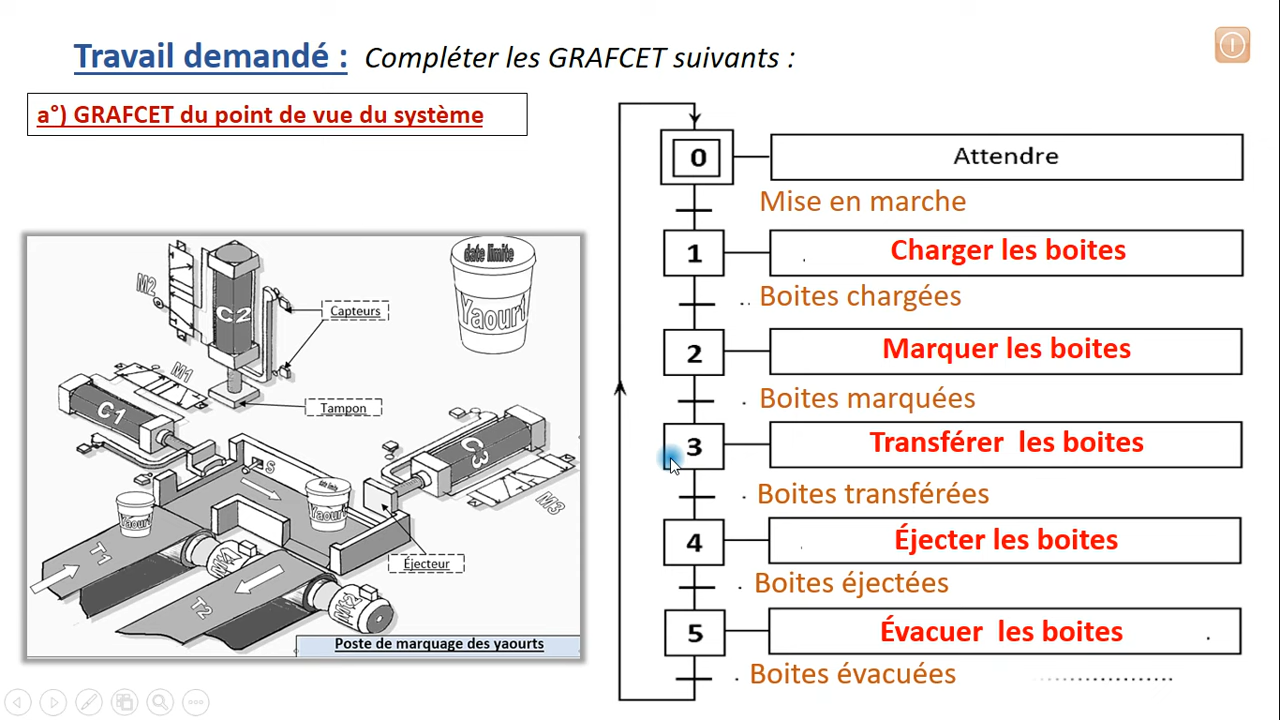 Travail demandé : Compléter les GRAFCET suivants :
a°) GRAFCET du point de vue du système
0 Attendre
Mise en marche
1 Charger les boites
Boites chargées
2 Marquer les boites
Boites marquées
3 Transférer les boites
Boites transférées
4 Éjecter les boites
Boites éjectées
5 Évacuer les boites
Boites évacuées
date limite
Yaourt
M2
C2
Capteurs
M1
C1
Tampon
C3
S
M3
Yaourt
Yaourt
T1
Mt1
Éjecteur
T2
Mt2
Poste de marquage des yaourts